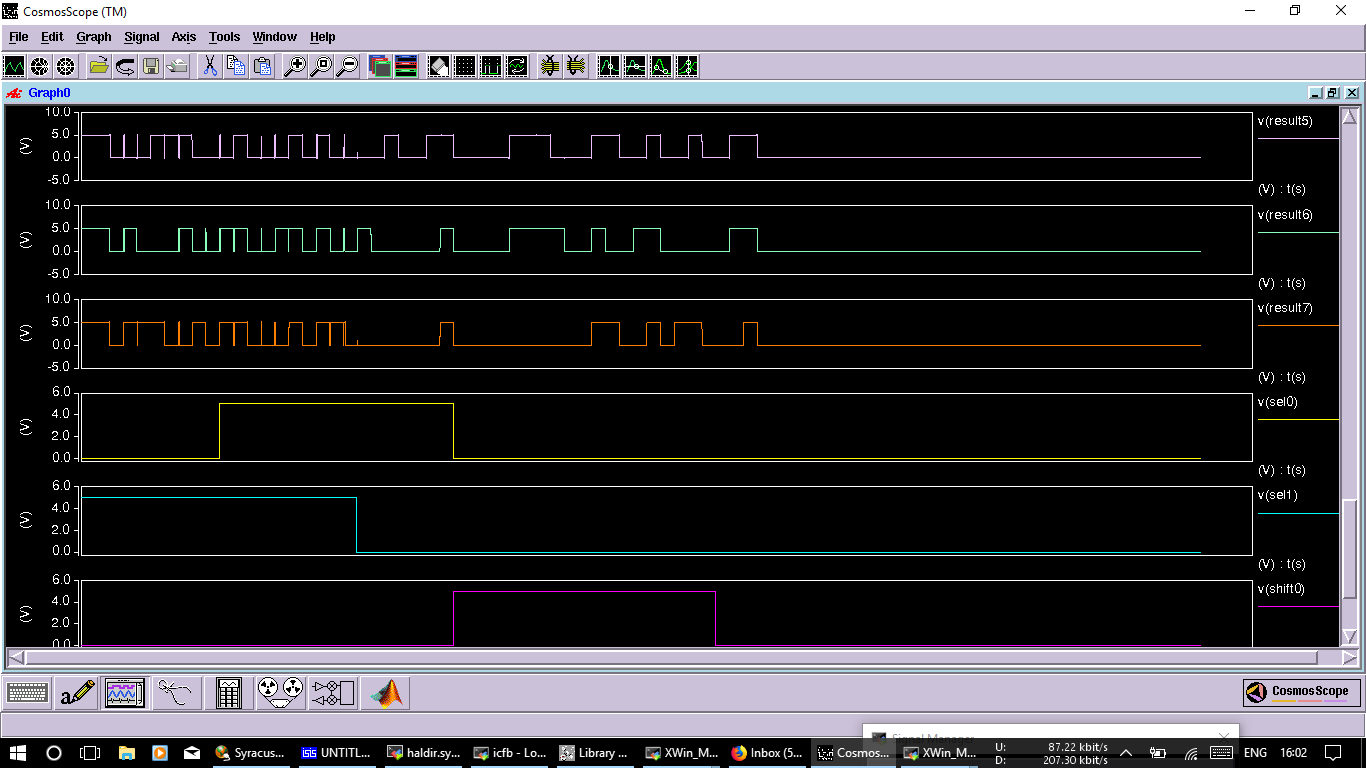 CosmosScope (TM)
File Edit Graph Signal Axis Tools Window Help
Graph0
10.0
5.0
0.0
-5.0
(V)
v(result5)
(V) : t(s)
10.0
5.0
0.0
-5.0
(V)
v(result6)
(V) : t(s)
10.0
5.0
0.0
-5.0
(V)
v(result7)
(V) : t(s)
6.0
4.0
2.0
0.0
(V)
v(sel0)
(V) : t(s)
6.0
4.0
2.0
0.0
(V)
v(sel1)
(V) : t(s)
6.0
4.0
2.0
0.0
(V)
v(shift0)
a
CosmosScope
Signal Manager
Syracus... UNTITL... haldir.sy... icfb - Lo... Library ... XWin_M... Inbox (5... Cosmos... XWin_M... U: 87.22 kbit/s ENG 16:02
D: 207.30 kbit/s